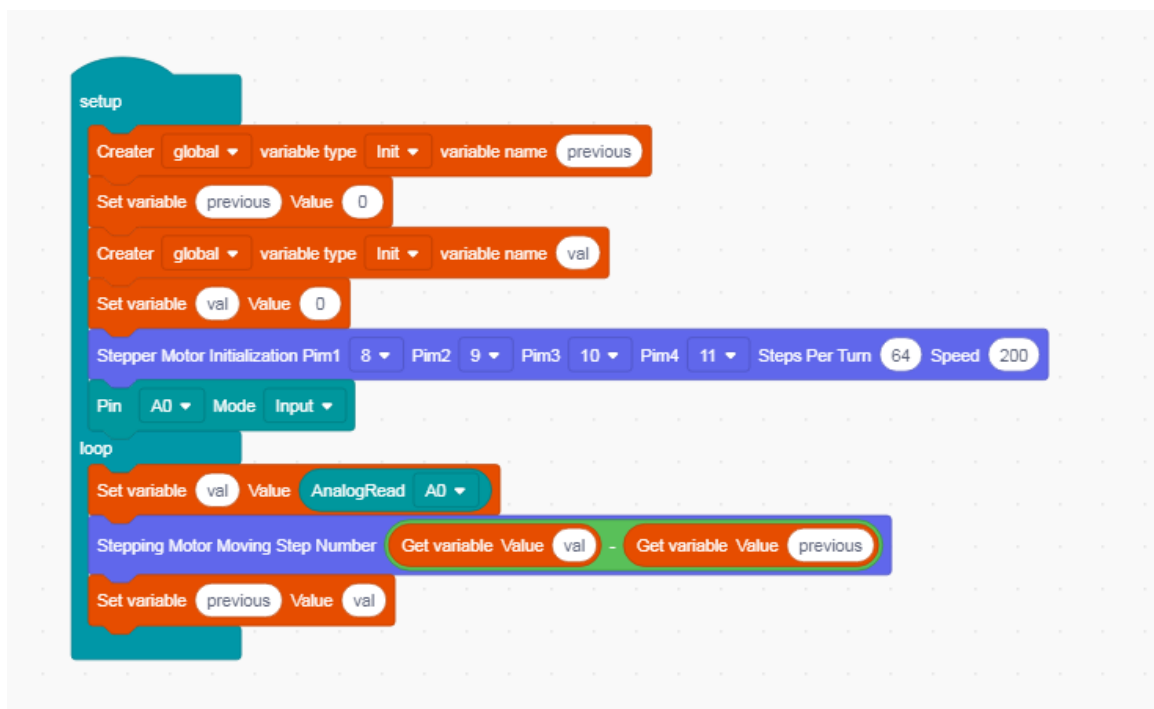 setup
Creater global variable type Init variable name previous
Set variable previous Value 0
Creater global variable type Init variable name val
Set variable val Value 0
Stepper Motor Initialization Pim1 8 Pim2 9 Pim3 10 Pim4 11 Steps Per Turn 64 Speed 200
Pin A0 Mode Input
loop
Set variable val Value AnalogRead A0
Stepping Motor Moving Step Number Get variable Value val - Get variable Value previous
Set variable previous Value val